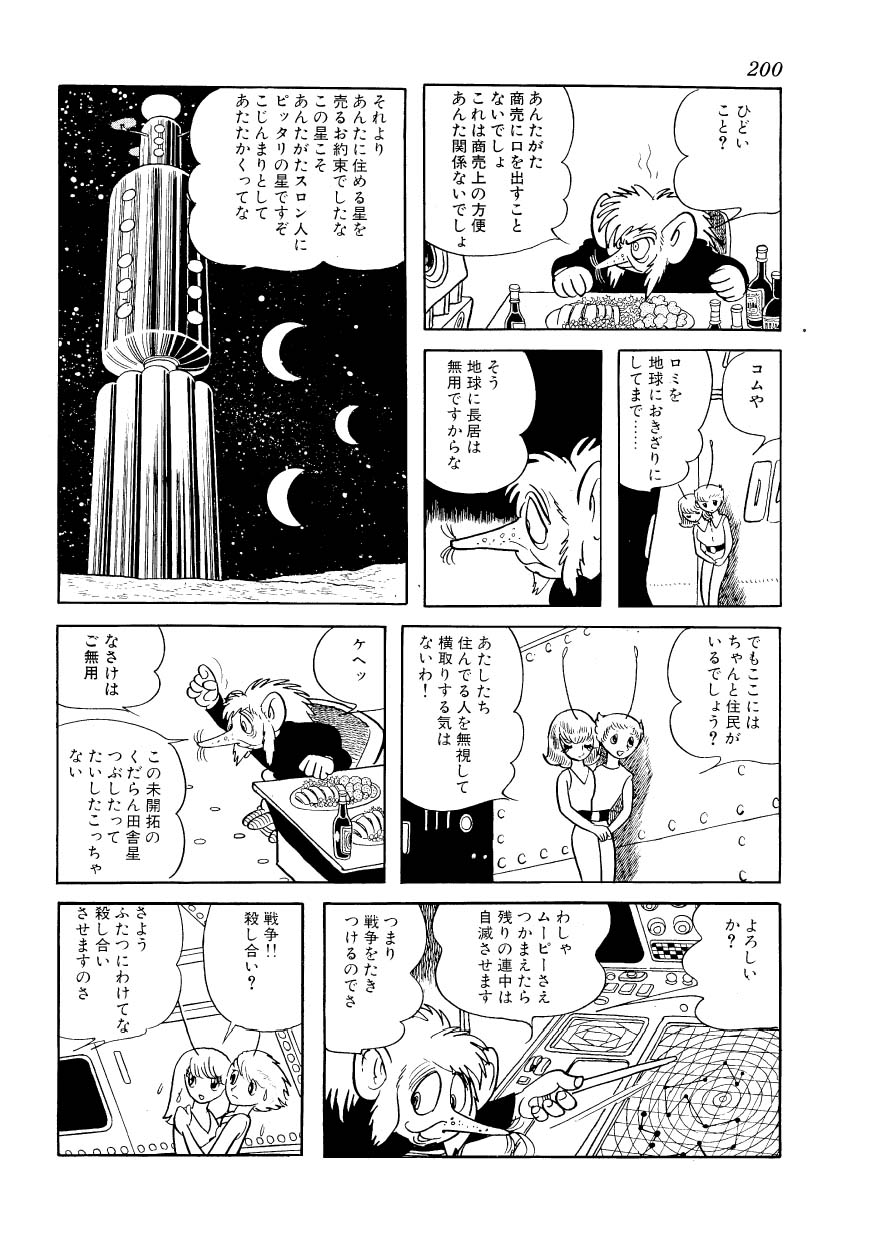 200
ひどい
こと?
あんたがた
商売に口を出すこと
ないでしょ
これは商売上の方便
あんた関係ないでしょ
コムや
ロミを
地球におきざりに
してまで……
そう
地球に長居は
無用ですからな
それより
あんたに住める星を
売るお約束でしたな
この星こそ
あんたがたズロン人に
ピッタリの星ですぞ
こじんまりとして
あたたかくってな
でもここには
ちゃんと住民が
いるでしょう?
あたしたち
住んでる人を無視して
横取りする気は
ないわ!
ケヘッ
なさけは
ご無用
この未開拓の
くだらん田舎星
つぶしたって
たいしたこっちゃ
ない
よろしい
か?
わしゃ
ムーピーさえ
つかまえたら
残りの連中は
自滅させます
つまり
戦争をたき
つけるのでさ
戦争!!
殺し合い?
さよう
ふたつにわけてな
殺し合い
させますのさ